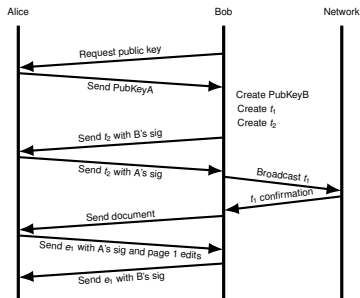 Alice
Bob
Network
Request public key
Send PubKeyA
Create PubKeyB
Create t₁
Create t₂
Send t₂ with B's sig
Send t₂ with A's sig
Broadcast t₁
t₁ confirmation
Send document
Send e₁ with A's sig and page 1 edits
Send e₁ with B's sig